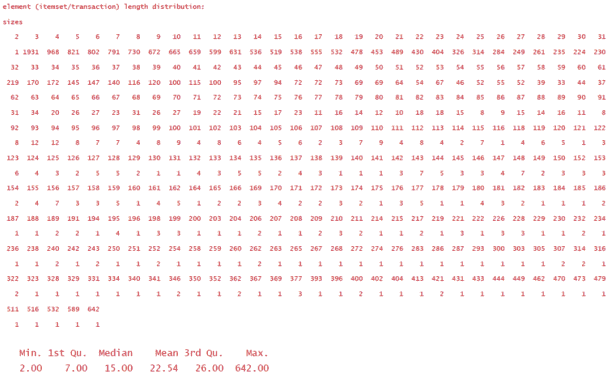 element (itemset/transaction) length distribution:
sizes
2 3 4 5 6 7 8 9 10 11 12 13 14 15 16 17 18 19 20 21 22 23 24 25 26 27 28 29 30 31
1 1931 968 821 802 791 730 672 665 659 599 631 536 519 538 555 532 478 453 489 430 404 326 314 284 249 261 235 224 230
32 33 34 35 36 37 38 39 40 41 42 43 44 45 46 47 48 49 50 51 52 53 54 55 56 57 58 59 60 61
219 170 172 145 147 140 116 120 100 115 100 95 97 94 72 72 73 69 69 64 54 67 46 52 55 52 39 33 44 37
62 63 64 65 66 67 68 69 70 71 72 73 74 75 76 77 78 79 80 81 82 83 84 85 86 87 88 89 90 91
31 34 20 26 27 23 31 26 27 19 22 21 15 17 23 11 16 14 12 10 18 18 15 8 9 15 14 16 11 8
92 93 94 95 96 97 98 99 100 101 102 103 104 105 106 107 108 109 110 111 112 113 114 115 116 118 119 120 121 122
8 12 12 8 7 7 4 8 9 4 8 6 4 5 6 2 3 7 9 4 8 4 2 7 1 4 6 5 1 3
123 124 125 126 127 128 129 130 131 132 133 134 135 136 137 138 139 140 141 142 143 144 145 146 147 148 149 150 152 153
6 4 3 2 5 5 2 1 1 4 3 5 5 2 4 3 1 1 1 3 7 5 3 3 4 7 2 3 3 3
154 155 156 157 158 159 160 161 162 164 165 166 169 170 171 172 173 174 175 176 177 178 179 180 181 182 183 184 185 186
2 4 7 3 3 5 1 4 5 1 2 2 3 4 2 2 3 2 1 3 5 1 1 4 3 2 1 1 1 2
187 188 189 191 194 195 196 198 199 200 202 203 204 206 207 208 209 210 211 214 215 217 219 221 222 226 228 229 230 232 234
1 1 2 2 1 4 1 3 3 1 1 1 2 1 1 2 3 2 1 1 2 1 3 1 3 3 1 1 2 1
236 238 240 242 243 250 251 252 254 258 259 260 262 263 265 267 268 272 274 276 283 286 287 293 300 303 305 307 314 316
1 1 2 1 2 1 1 2 1 1 1 1 2 1 1 2 1 1 1 1 1 1 1 1 1 1 1 2 2 1
322 323 328 329 331 334 340 341 346 350 352 362 367 369 377 393 396 400 402 404 413 421 431 433 444 449 462 470 473 479
2 1 1 1 1 1 1 2 1 1 2 1 1 3 1 1 2 1 1 1 2 1 1 1 1 1 1 1 1
511 516 532 589 642
1 1 1 1 1
Min. 1st Qu. Median Mean 3rd Qu. Max.
2.00 7.00 15.00 22.54 26.00 642.00